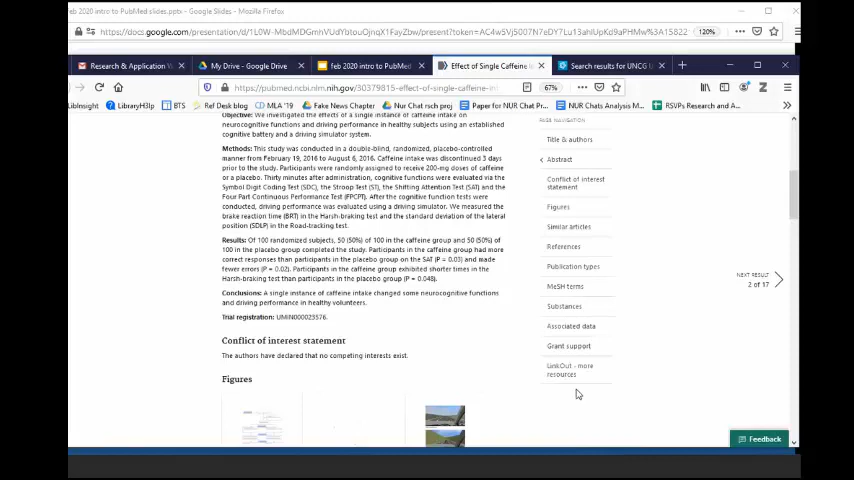 feb 2020 intro to PubMed slides.pptx - Google Slides - Mozilla Firefox
https://docs.google.com/presentation/d/
120%
Research & Application W
My Drive - Google Drive
feb 2020 intro to PubMed
Effect of Single Caffeine I
Search results for UNCG U
https://pubmed.ncbi.nlm.nih.gov/30379815-effect-of-single-caffeine-in
67%
LibInsight
LibraryH3lp
BTS
Ref Desk blog
MLA '19
Fake News Chapter
Nur Chat rsch proj
Paper for NUR Chat Pr...
NUR Chats Analysis M...
RSVPs Research and A...
Objective: We investigated the effects of a single instance of caffeine intake on
neurocognitive functions and driving performance in healthy subjects using an established
cognitive battery and a driving simulator system.
Methods: This study was conducted in a double-blind, randomized, placebo-controlled
manner from February 19, 2016 to August 6, 2016. Caffeine intake was discontinued 3 days
prior to the study. Participants were randomly assigned to receive 200-mg doses of caffeine
or a placebo. Thirty minutes after administration, cognitive functions were evaluated via the
Symbol Digit Coding Test (SDC), the Stroop Test (ST), the Shifting Attention Test (SAT) and the
Four Part Continuous Performance Test (FPCPT). After the cognitive function tests were
conducted, driving performance was evaluated using a driving simulator. We measured the
brake reaction time (BRT) in the Harsh-braking test and the standard deviation of the lateral
position (SDLP) in the Road-tracking test.
Results: Of 100 randomized subjects, 50 (50%) of 100 in the caffeine group and 50 (50%) of
100 in the placebo group completed the study. Participants in the caffeine group had more
correct responses than participants in the placebo group on the SAT (P = 0.03) and made
fewer errors (P = 0.02). Participants in the caffeine group exhibited shorter times in the
Harsh-braking test than participants in the placebo group (P = 0.048).
Conclusions: A single instance of caffeine intake changed some neurocognitive functions
and driving performance in healthy volunteers.
Trial registration: UMIN000023576.
Conflict of interest statement
The authors have declared that no competing interests exist.
Figures
PAGE NAVIGATION
Title & authors
Abstract
Conflict of interest
statement
Figures
Similar articles
References
Publication types
MeSH terms
Substances
Associated data
Grant support
LinkOut - more
resources
NEXT RESULT
2 of 17
Feedback